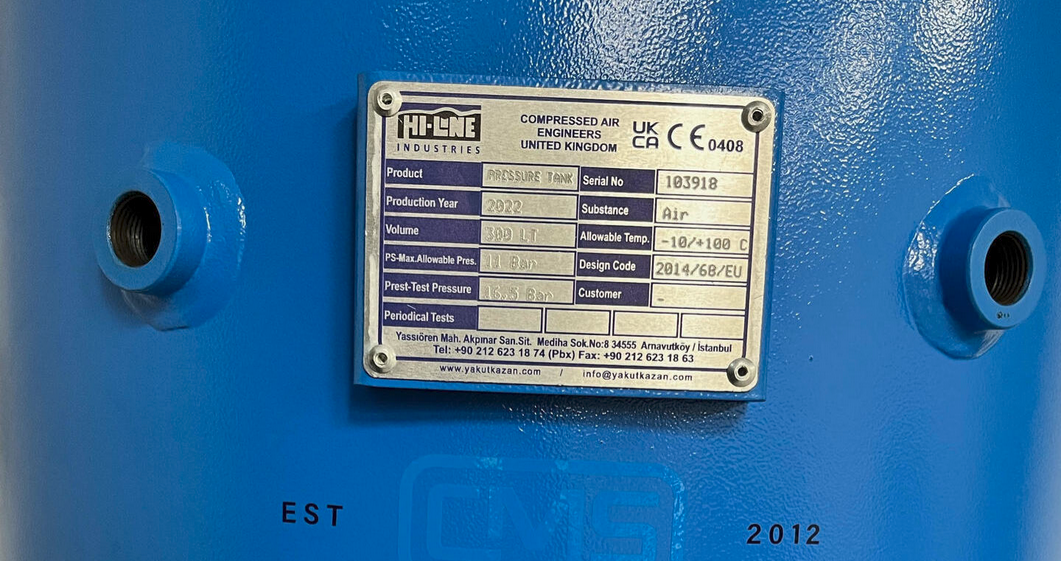 HI-LINE
INDUSTRIES
COMPRESSED AIR
ENGINEERS
UNITED KINGDOM
UK
CA CE 0408
Product PRESSURE TANK Serial No 103918
Production Year 2022 Substance Air
Volume 300 LT Allowable Temp. -10/+100 C
PS-Max.Allowable Pres. 11 Bar Design Code 2014/68/EU
Prest-Test Pressure Bar Customer -
Periodical Tests
Yassıören Mah. Akpınar San.Sit. Mediha Sok.No:8 34555 Arnavutköy / İstanbul
Tel: +90 212 623 18 74 (Pbx) Fax: +90 212 623 18 63
www.yakutkazan.com / info@yakutkazan.com
CMS
EST 2012